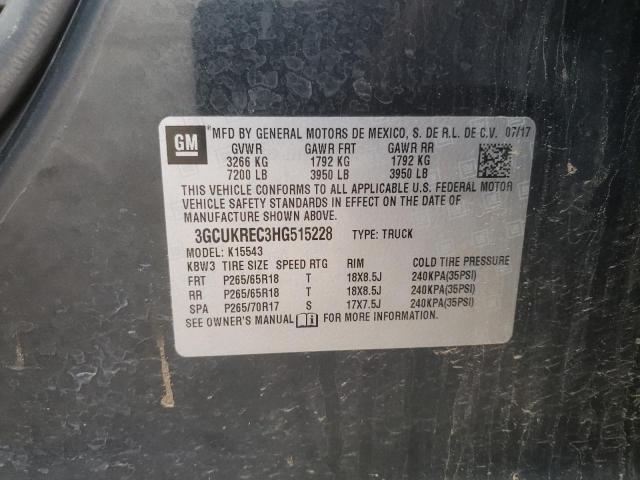 GM MFD BY GENERAL MOTORS DE MEXICO, S. DE R.L. DE C.V. 07/17
GVWR GAWR FRT GAWR RR
3266 KG 1792 KG 1792 KG
7200 LB 3950 LB 3950 LB
THIS VEHICLE CONFORMS TO ALL APPLICABLE U.S. FEDERAL MOTOR
VEHICLE SAFETY STANDARDS IN EFFECT ON THE DATE OF
MANUFACTURE SHOWN ABOVE.
3GCUKREC3HG515228 TYPE: TRUCK
MODEL: K15543
K8W3 TIRE SIZE SPEED RTG RIM COLD TIRE PRESSURE
FRT P265/65R18 T 18X8.5J 240KPA(35PSI)
RR P265/65R18 T 18X8.5J 240KPA(35PSI)
SPA P265/70R17 S 17X7.5J 240KPA(35PSI)
SEE OWNER'S MANUAL FOR MORE INFORMATION.